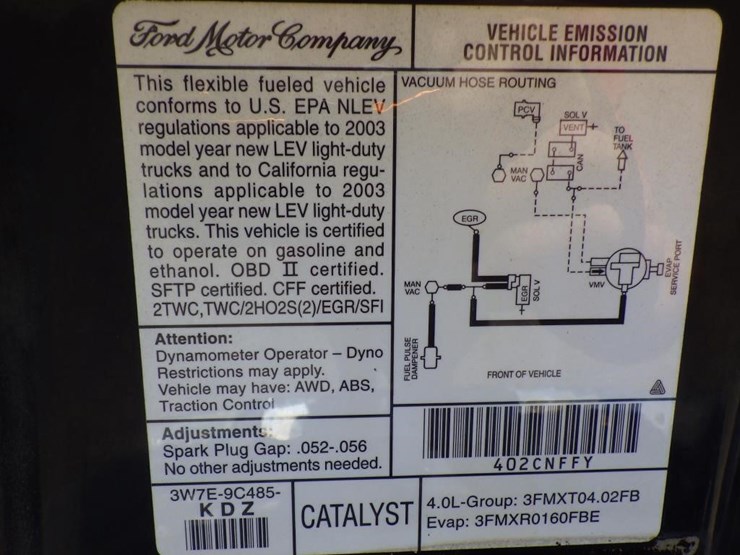 Ford Motor Company
VEHICLE EMISSION
CONTROL INFORMATION
This flexible fueled vehicle
conforms to U.S. EPA NLEV
regulations applicable to 2003
model year new LEV light-duty
trucks and to California regu-
lations applicable to 2003
model year new LEV light-duty
trucks. This vehicle is certified
to operate on gasoline and
ethanol. OBD II certified.
SFTP certified. CFF certified.
2TWC,TWC/2HO2S(2)/EGR/SFI
VACUUM HOSE ROUTING
PCV
SOL V
VENT
TO
FUEL
TANK
CAN
MAN
VAC
EGR
EVAP
SERVICE PORT
VMV
MAN
VAC
EGR
SOL V
FUEL PULSE
DAMPENER
FRONT OF VEHICLE
Attention:
Dynamometer Operator – Dyno
Restrictions may apply.
Vehicle may have: AWD, ABS,
Traction Control
Adjustments:
Spark Plug Gap: .052-.056
No other adjustments needed.
402CNFFY
3W7E-9C485-
KDZ
CATALYST
4.0L-Group: 3FMXT04.02FB
Evap: 3FMXR0160FBE